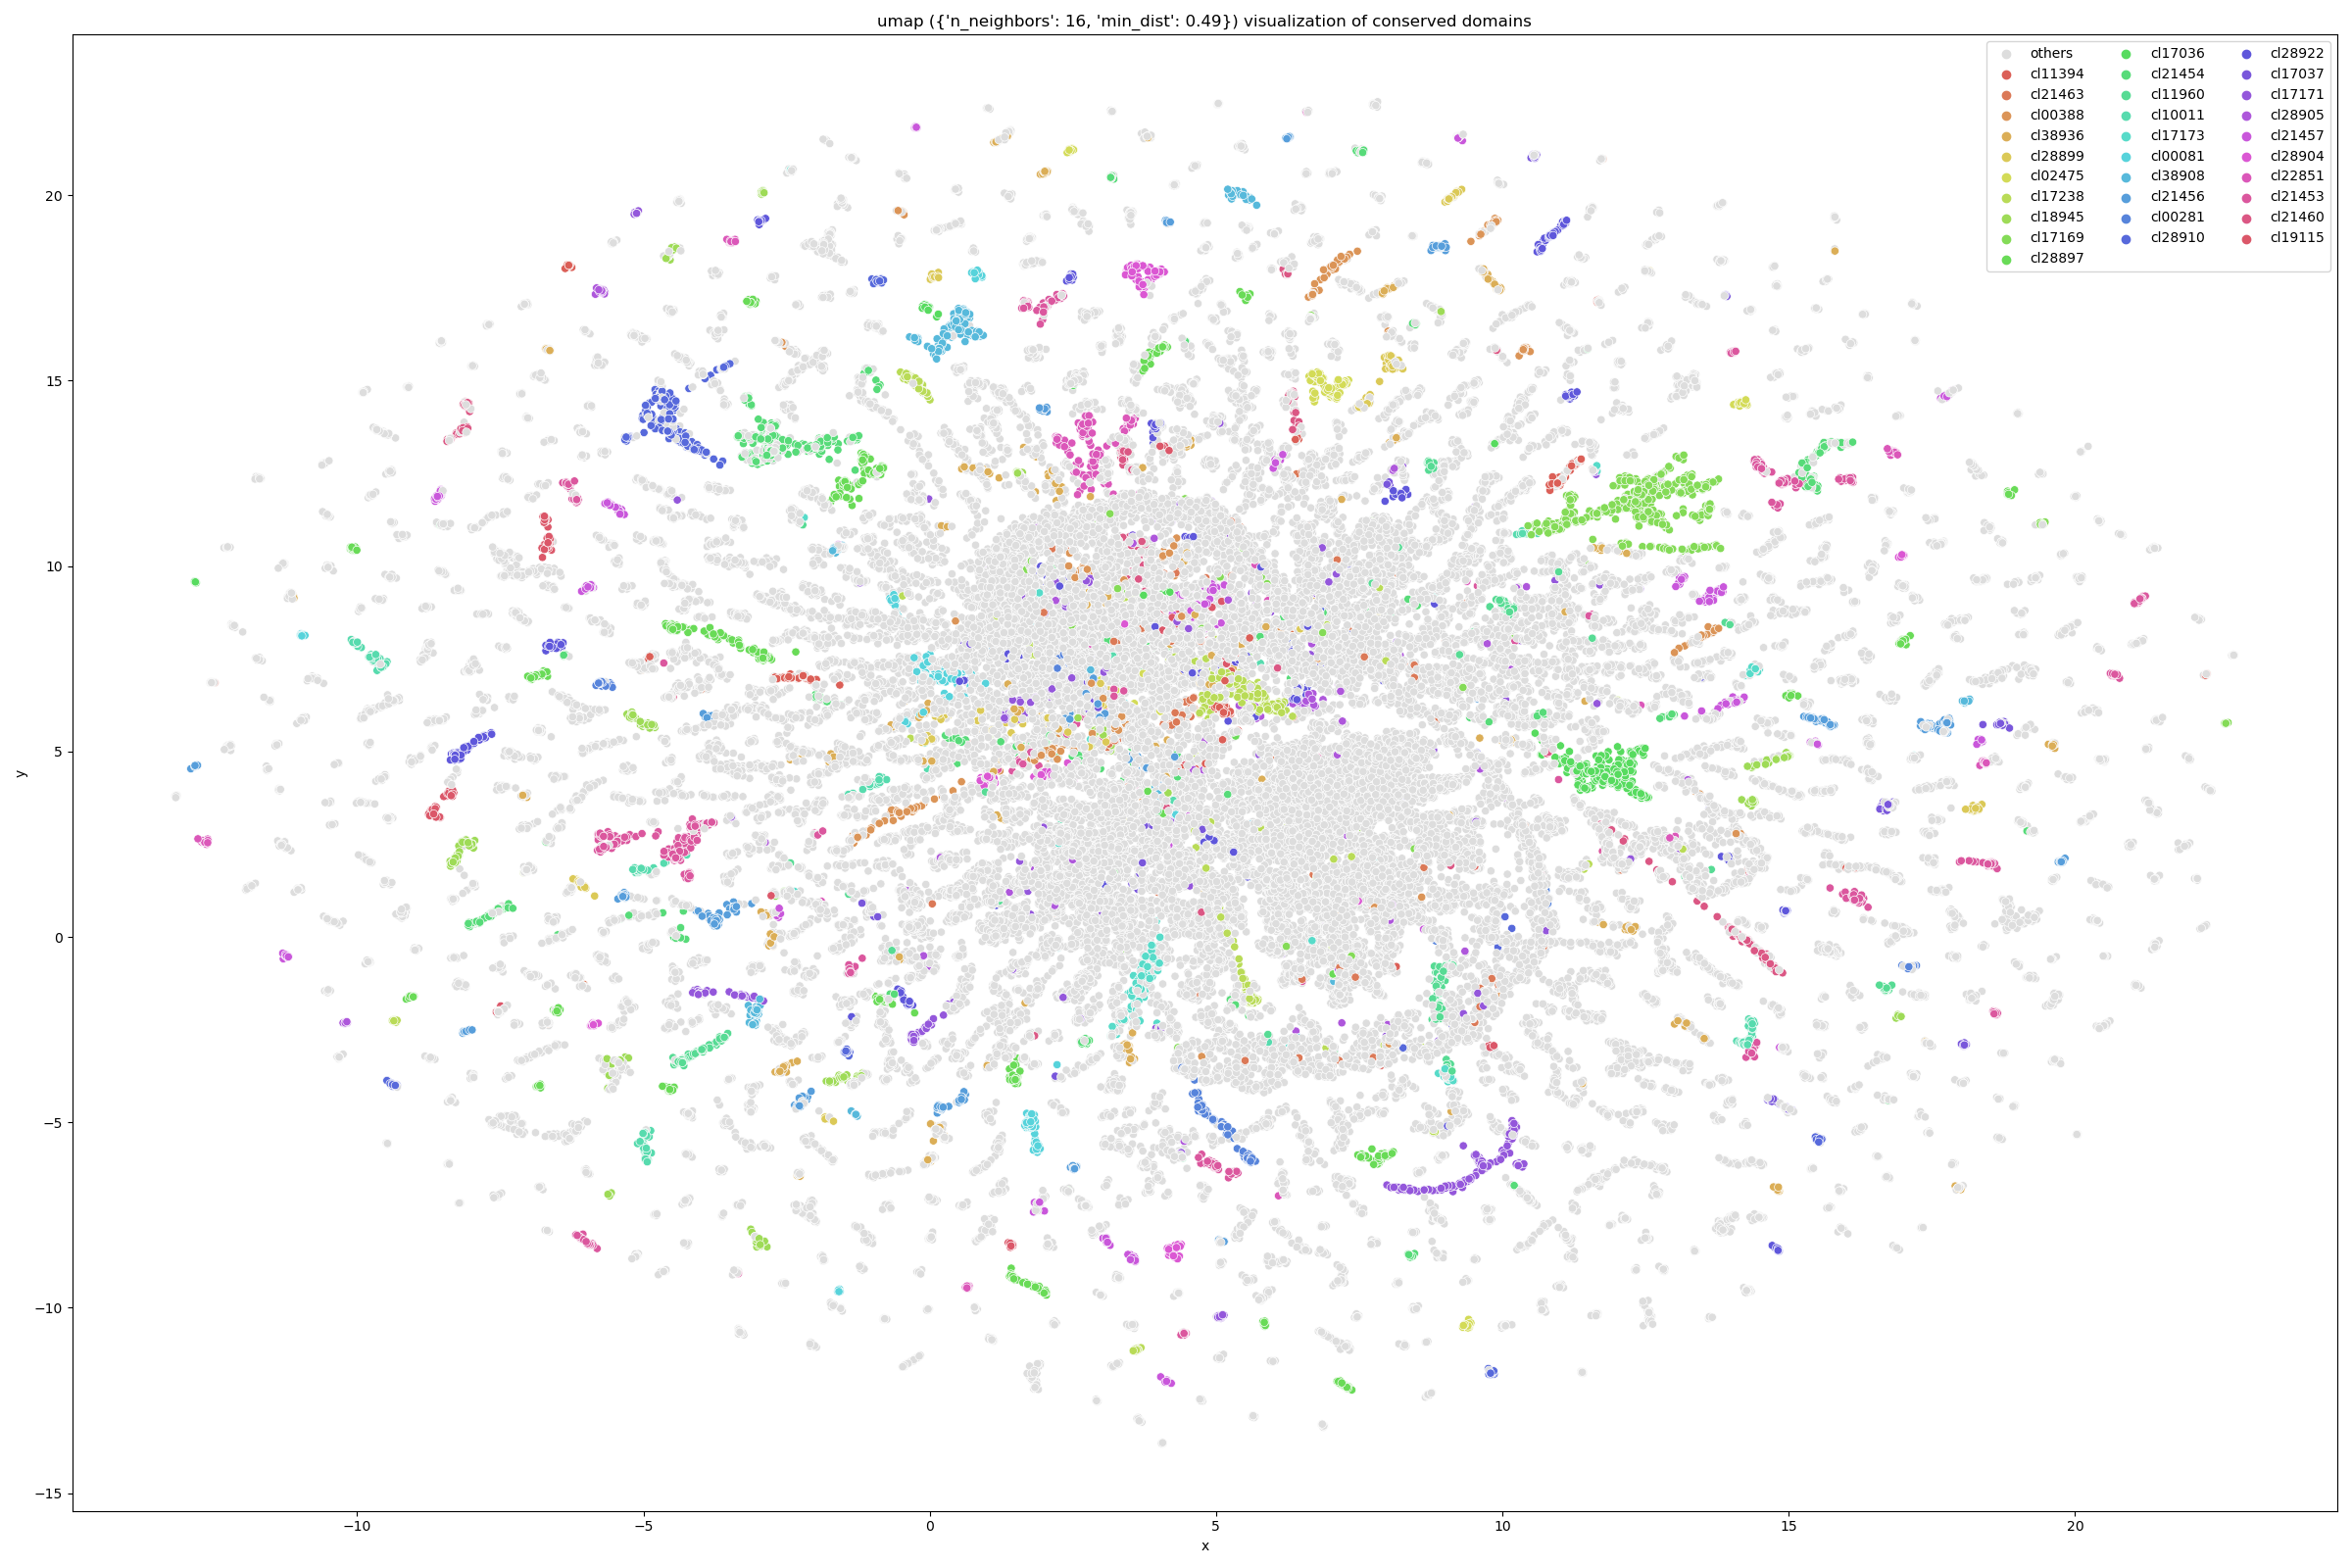 umap ({'n_neighbors': 16, 'min_dist': 0.49}) visualization of conserved domains
others
cl11394
cl21463
cl00388
cl38936
cl28899
cl02475
cl17238
cl18945
cl17169
cl28897
cl17036
cl21454
cl11960
cl10011
cl17173
cl00081
cl38908
cl21456
cl00281
cl28910
cl28922
cl17037
cl17171
cl28905
cl21457
cl28904
cl22851
cl21453
cl21460
cl19115
y
20
15
10
5
0
−5
−10
−15
−10
−5
0
5
10
15
20
x